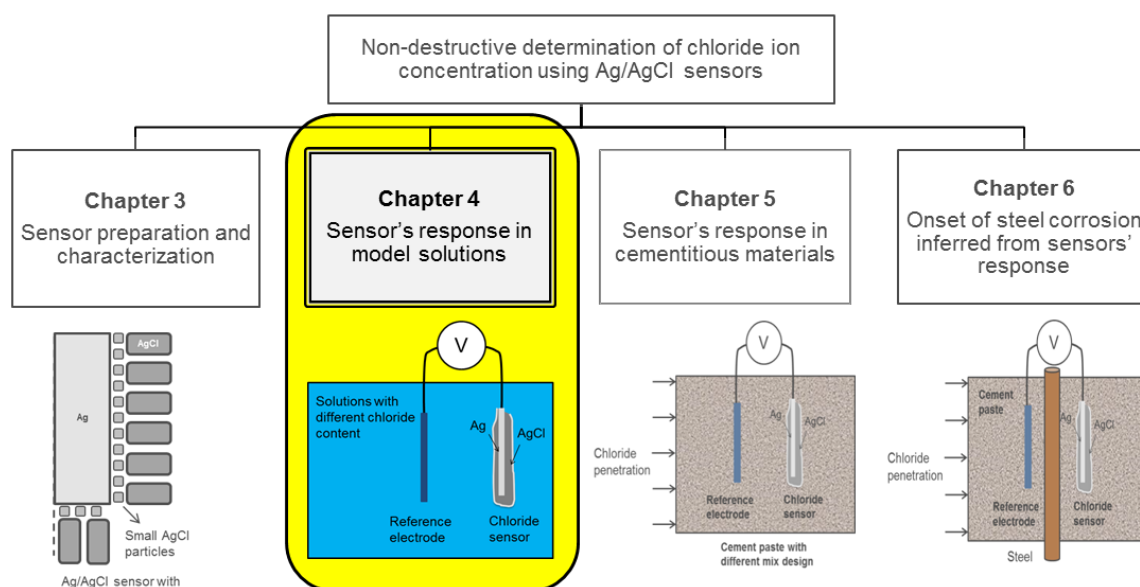 Non-destructive determination of chloride ion
concentration using Ag/AgCl sensors
Chapter 3
Sensor preparation and
characterization
Chapter 4
Sensor's response in
model solutions
Chapter 5
Sensor's response in
cementitious materials
Chapter 6
Onset of steel corrosion
inferred from sensors'
response
AgCl
Ag
Small AgCl
particles
Ag/AgCl sensor with
V
Solutions with
different chloride
content
Ag
AgCl
Reference
electrode
Chloride
sensor
V
Chloride
penetration
Ag
AgCl
Reference
electrode
Chloride
sensor
Cement paste with
different mix design
V
Cement
paste
Chloride
penetration
Ag
AgCl
Reference
electrode
Chloride
sensor
Steel